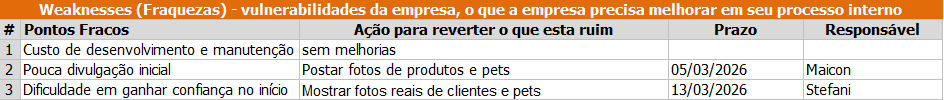 Weaknesses (Fraquezas) - vulnerabilidades da empresa, o que a empresa precisa melhorar em seu processo interno
# Pontos Fracos Ação para reverter o que esta ruim Prazo Responsável
1 Custo de desenvolvimento e manutenção sem melhorias
2 Pouca divulgação inicial Postar fotos de produtos e pets 05/03/2026 Maicon
3 Dificuldade em ganhar confiança no início Mostrar fotos reais de clientes e pets 13/03/2026 Stefani